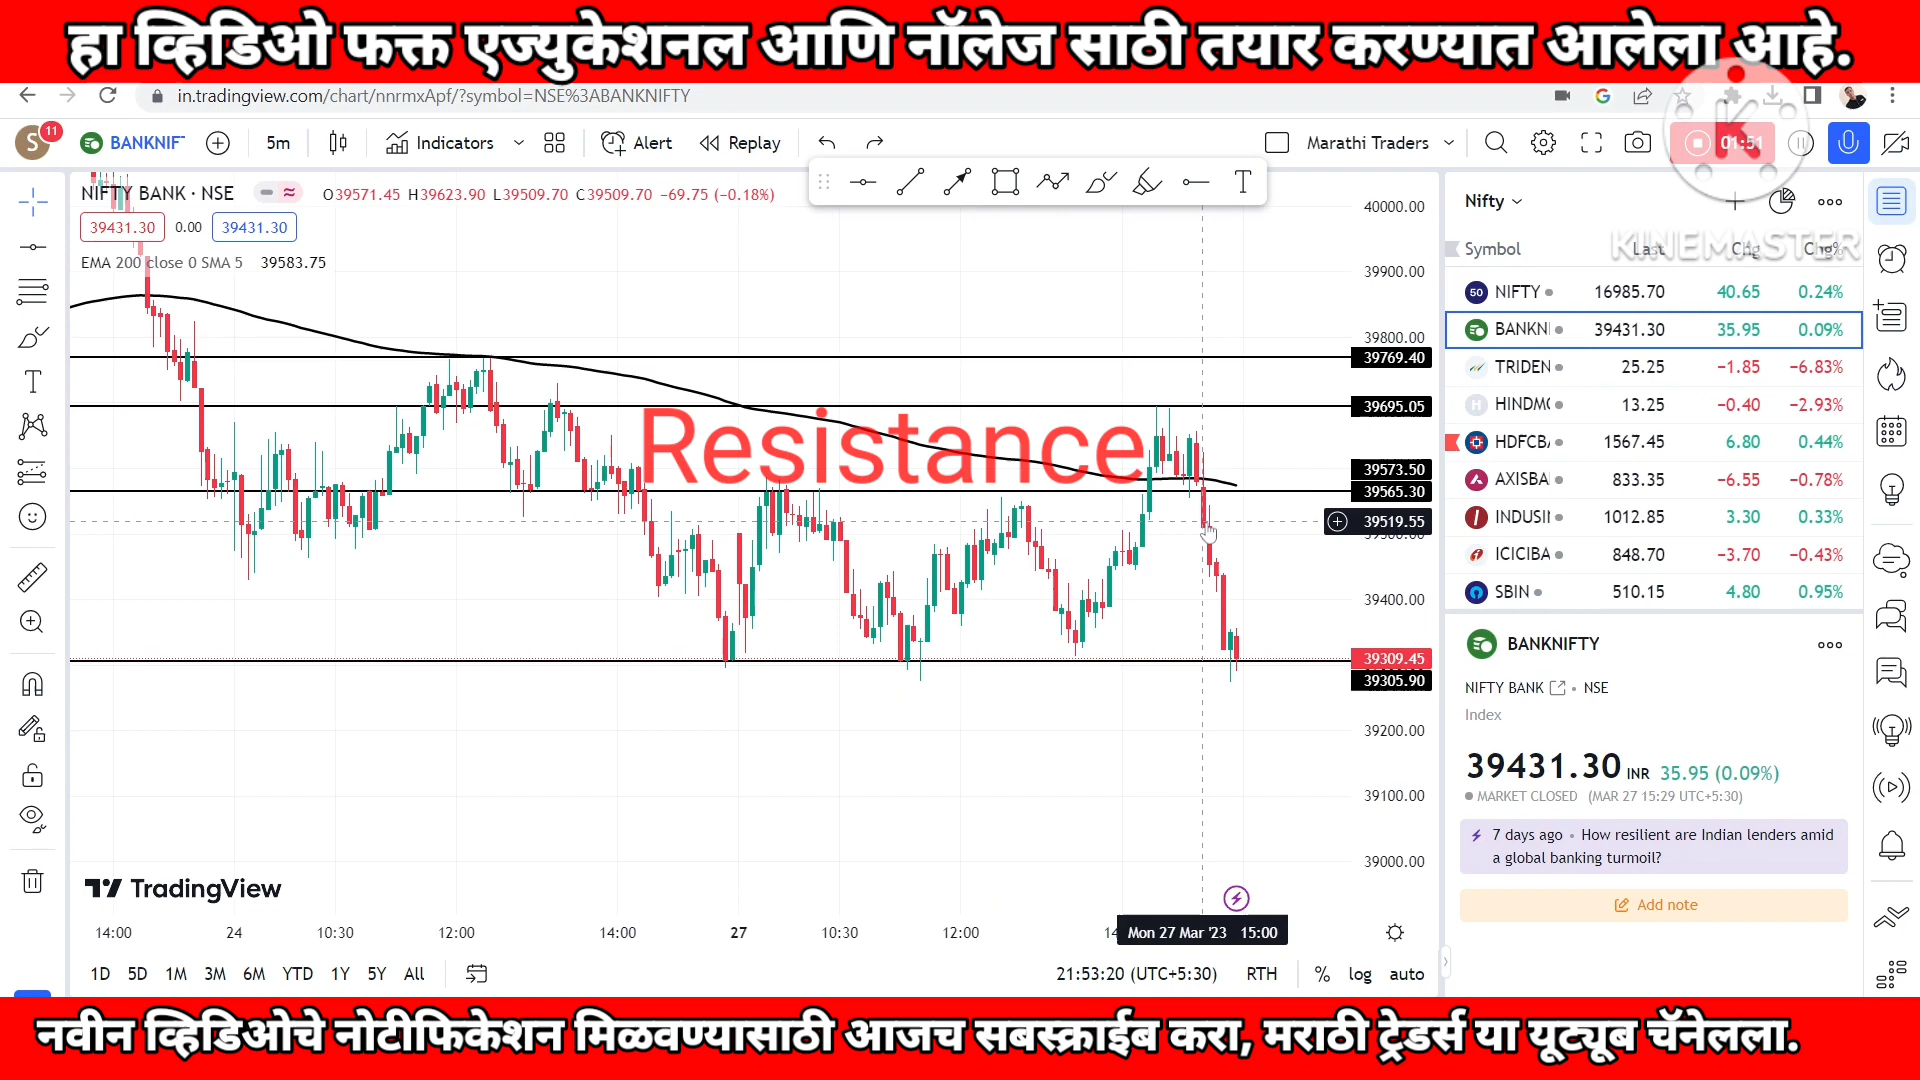 हा व्हिडिओ फक्त एज्युकेशनल आणि नॉलेज साठी तयार करण्यात आलेला आहे.
in.tradingview.com/chart/nnrmxApf/?symbol=NSE%3ABANKNIFTY
S 11 BANKNIF 5m Indicators Alert Replay Marathi Traders 01:51
NIFTY BANK · NSE O39571.45 H39623.90 L39509.70 C39509.70 −69.75 (−0.18%)
39431.30 0.00 39431.30
EMA 200 close 0 SMA 5 39583.75
Resistance
40000.00
39900.00
39800.00
39769.40
39695.05
39573.50
39565.30
39519.55
39400.00
39309.45
39305.90
39200.00
39100.00
39000.00
TradingView
14:00 24 10:30 12:00 14:00 27 10:30 12:00 Mon 27 Mar '23 15:00
1D 5D 1M 3M 6M YTD 1Y 5Y All 21:53:20 (UTC+5:30) RTH % log auto
Nifty
KINEMASTER
Symbol Last Chg Chg%
50 NIFTY 16985.70 40.65 0.24%
BANKNI 39431.30 35.95 0.09%
TRIDEN 25.25 −1.85 −6.83%
H HINDMO 13.25 −0.40 −2.93%
HDFCBA 1567.45 6.80 0.44%
AXISBA 833.35 −6.55 −0.78%
INDUSI 1012.85 3.30 0.33%
ICICIBA 848.70 −3.70 −0.43%
SBIN 510.15 4.80 0.95%
BANKNIFTY
NIFTY BANK • NSE
Index
39431.30 INR 35.95 (0.09%)
MARKET CLOSED (MAR 27 15:29 UTC+5:30)
7 days ago • How resilient are Indian lenders amid
a global banking turmoil?
Add note
नवीन व्हिडिओचे नोटीफिकेशन मिळवण्यासाठी आजच सबस्क्राईब करा, मराठी ट्रेडर्स या यूट्यूब चॅनेलला.